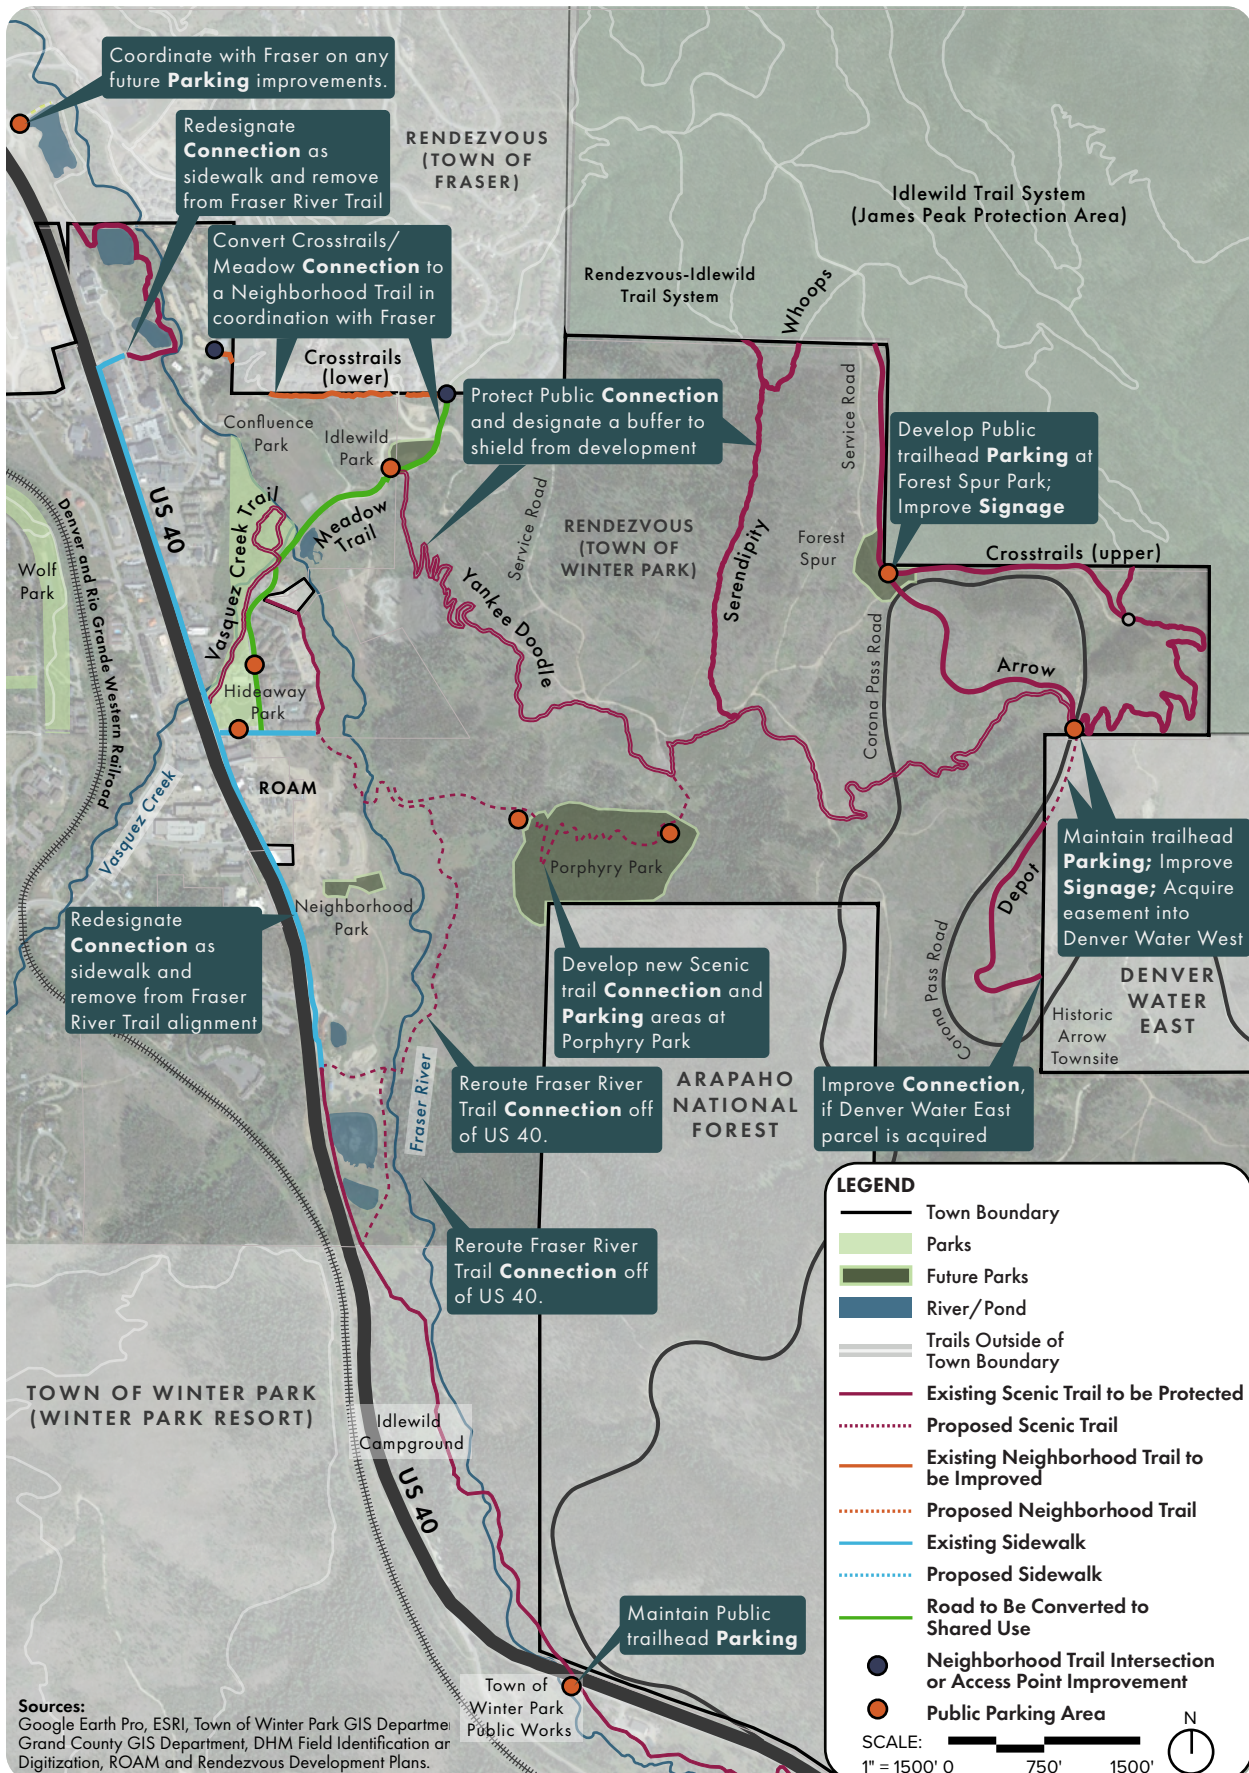 Coordinate with Fraser on any
future Parking improvements.
Redesignate
Connection as
sidewalk and remove
from Fraser River Trail
RENDEZVOUS
(TOWN OF
FRASER)
Idlewild Trail System
(James Peak Protection Area)
Convert Crosstrails/
Meadow Connection to
a Neighborhood Trail in
coordination with Fraser
Rendezvous-Idlewild
Trail System
Whoops
Crosstrails
(lower)
Service Road
Protect Public Connection
and designate a buffer to
shield from development
Confluence
Park
Idlewild
Park
Develop Public
trailhead Parking at
Forest Spur Park;
Improve Signage
US 40
Vasquez Creek Trail
Meadow
Trail
Service Road
RENDEZVOUS
(TOWN OF
WINTER PARK)
Serendipity
Forest
Spur
Crosstrails (upper)
Wolf
Park
Denver and Rio Grande Western Railroad
Yankee Doodle
Corona Pass Road
Arrow
Hideaway
Park
ROAM
Vasquez Creek
Porphyry Park
Maintain trailhead
Parking; Improve
Signage; Acquire
easement into
Denver Water West
Depot
Neighborhood
Park
Redesignate
Connection as
sidewalk and
remove from Fraser
River Trail alignment
Develop new Scenic
trail Connection and
Parking areas at
Porphyry Park
Corona Pass Road
DENVER
WATER
EAST
Historic
Arrow
Townsite
Fraser River
Reroute Fraser River
Trail Connection off
of US 40.
ARAPAHO
NATIONAL
FOREST
Improve Connection,
if Denver Water East
parcel is acquired
Reroute Fraser River
Trail Connection off
of US 40.
TOWN OF WINTER PARK
(WINTER PARK RESORT)
Idlewild
Campground
US 40
Maintain Public
trailhead Parking
Town of
Winter Park
Public Works
LEGEND
Town Boundary
Parks
Future Parks
River/Pond
Trails Outside of
Town Boundary
Existing Scenic Trail to be Protected
Proposed Scenic Trail
Existing Neighborhood Trail to
be Improved
Proposed Neighborhood Trail
Existing Sidewalk
Proposed Sidewalk
Road to Be Converted to
Shared Use
Neighborhood Trail Intersection
or Access Point Improvement
Public Parking Area
SCALE:
1" = 1500' 0 750' 1500'
N
Sources:
Google Earth Pro, ESRI, Town of Winter Park GIS Departme
Grand County GIS Department, DHM Field Identification ar
Digitization, ROAM and Rendezvous Development Plans.